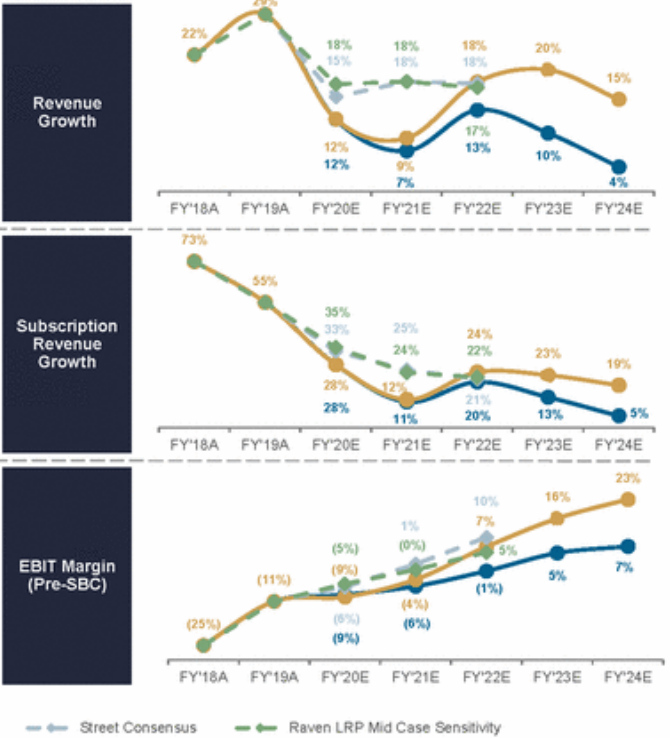 29%
22%
18% 18% 18% 20%
15% 18% 18% 15%
Revenue
Growth
12% 9% 17%
12% 7% 13% 10% 4%
FY'18A FY'19A FY'20E FY'21E FY'22E FY'23E FY'24E
73%
55%
35% 25% 24% 23% 19%
33% 24% 22%
Subscription
Revenue
Growth
28% 12% 21%
28% 11% 20% 13% 5%
FY'18A FY'19A FY'20E FY'21E FY'22E FY'23E FY'24E
23%
10% 16%
1% 7%
(5%) (0%) 5%
EBIT Margin
(Pre-SBC)
(25%) (11%) (9%) (4%)
(6%) (6%) (1%) 5% 7%
(9%)
FY'18A FY'19A FY'20E FY'21E FY'22E FY'23E FY'24E
Street Consensus Raven LRP Mid Case Sensitivity